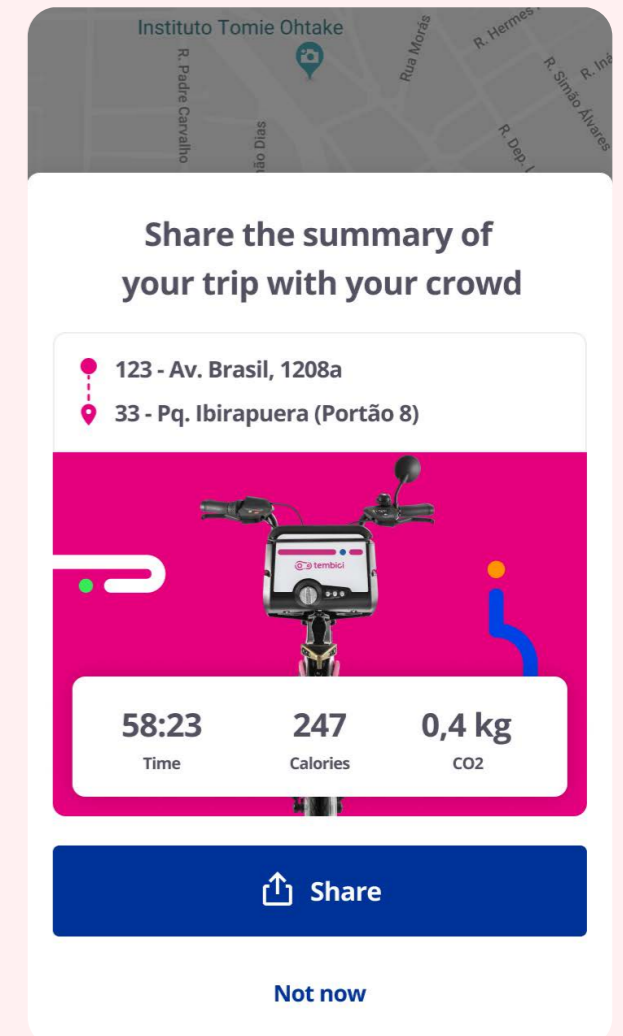 Instituto Tomie Ohtake
R. Padre Carvalho
Rua Morás
R. Hermes
R. Simão Álvares
R. Dep.
Share the summary of
your trip with your crowd
123 - Av. Brasil, 1208a
33 - Pq. Ibirapuera (Portão 8)
tembici
58:23 247 0,4 kg
Time Calories CO2
Share
Not now